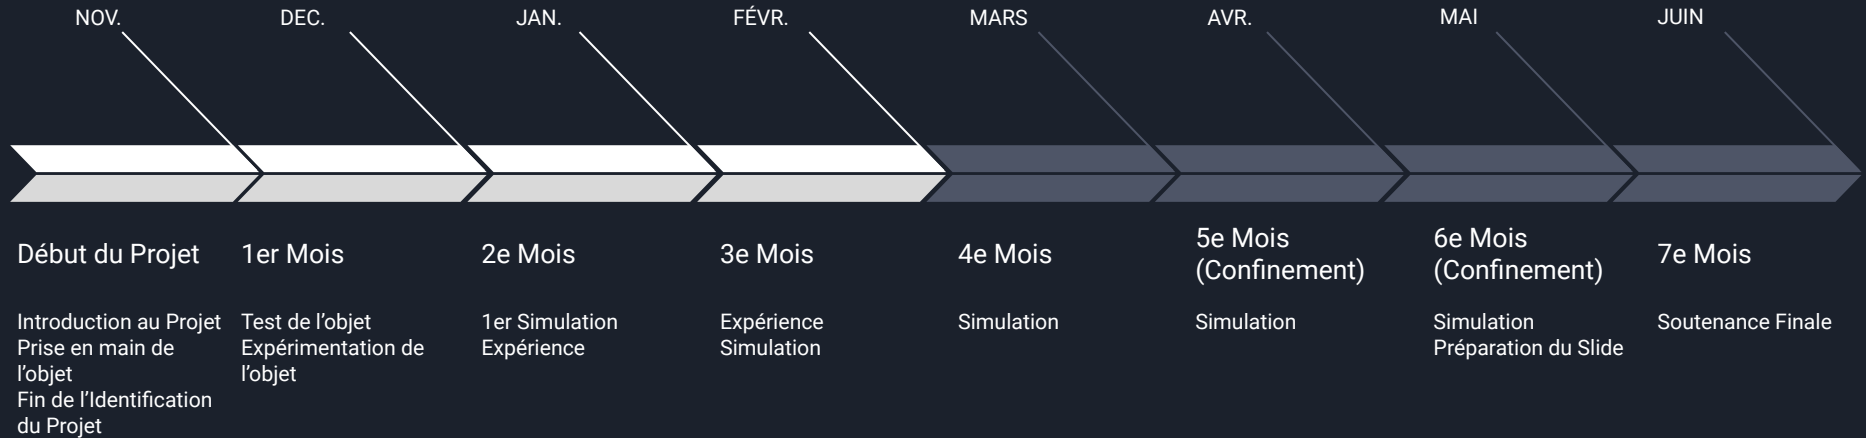 NOV.
DEC.
JAN.
FÉVR.
MARS
AVR.
MAI
JUIN
Début du Projet
Introduction au Projet
Prise en main de
l’objet
Fin de l’Identification
du Projet
1er Mois
Test de l’objet
Expérimentation de
l’objet
2e Mois
1er Simulation
Expérience
3e Mois
Expérience
Simulation
4e Mois
Simulation
5e Mois
(Confinement)
Simulation
6e Mois
(Confinement)
Simulation
Préparation du Slide
7e Mois
Soutenance Finale